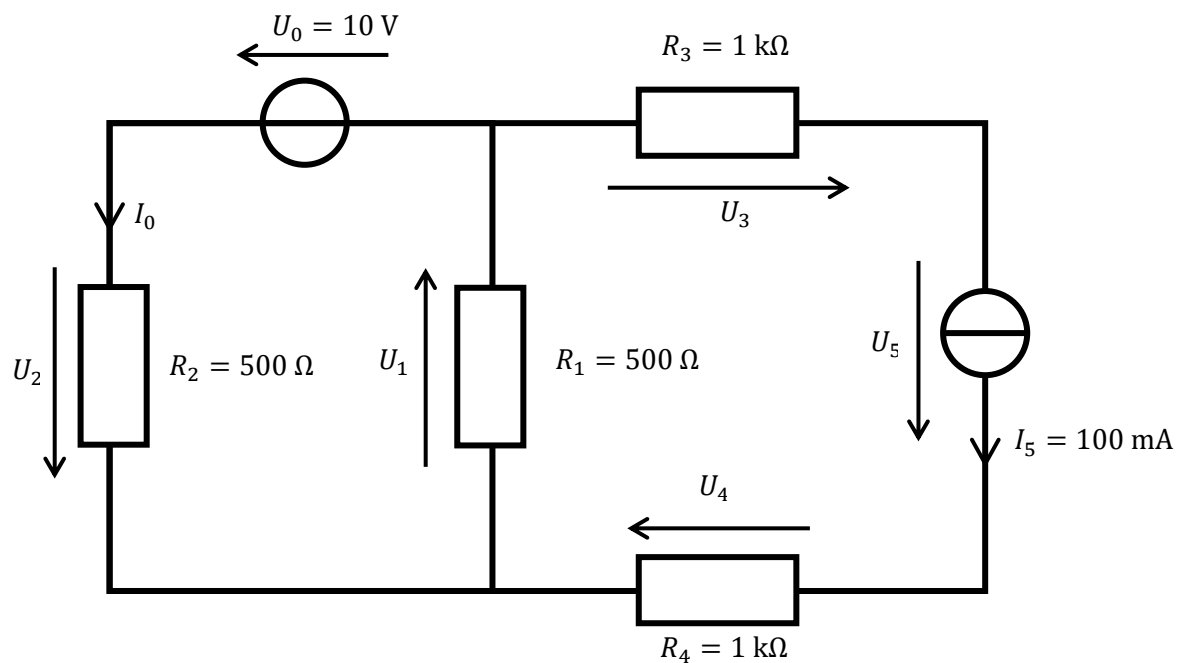 U₀ = 10 V
R₃ = 1 kΩ
I₀
U₃
U₂
R₂ = 500 Ω
U₁
R₁ = 500 Ω
U₅
I₅ = 100 mA
U₄
R₄ = 1 kΩ